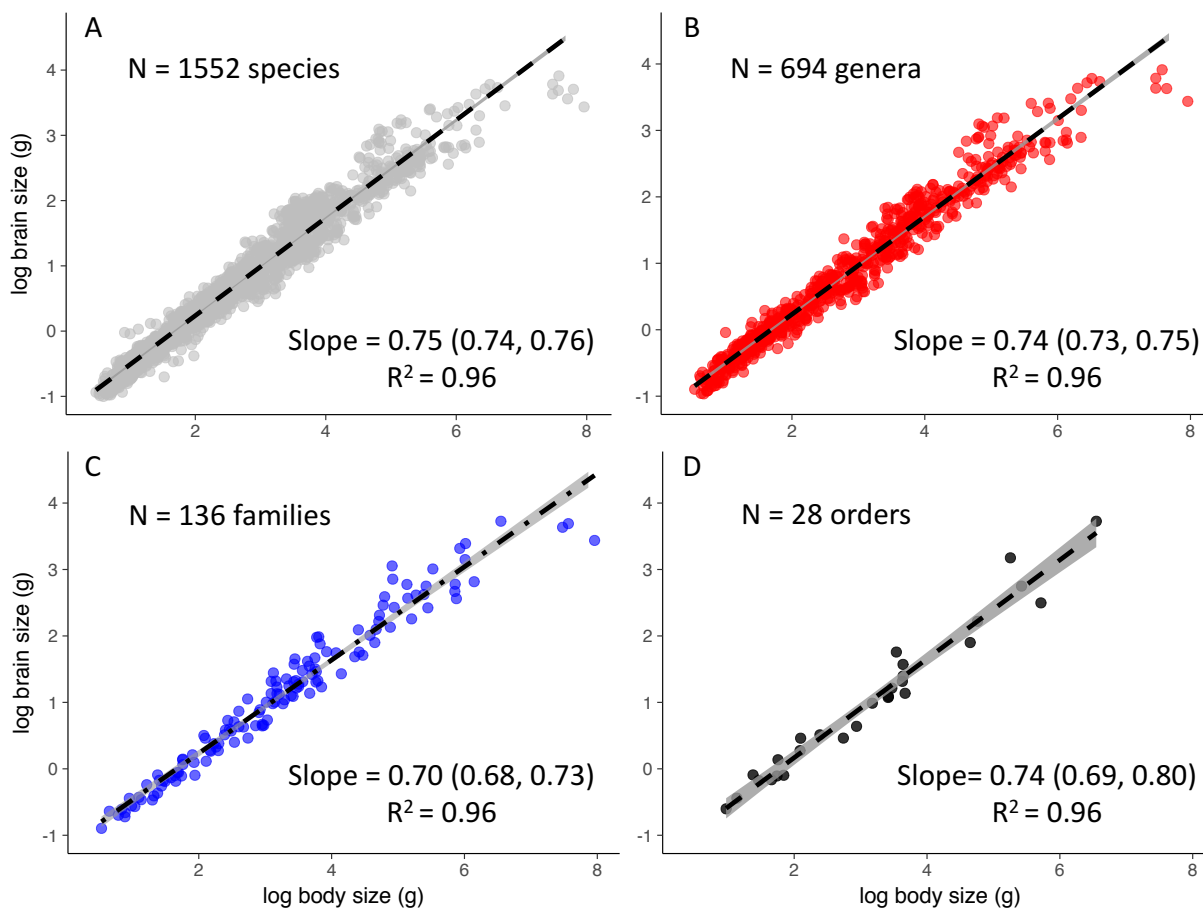 A
N = 1552 species
log brain size (g)
4
3
2
1
0
-1
Slope = 0.75 (0.74, 0.76)
R² = 0.96
2
4
6
8
B
N = 694 genera
4
3
2
1
0
-1
Slope = 0.74 (0.73, 0.75)
R² = 0.96
2
4
6
8
C
N = 136 families
log brain size (g)
4
3
2
1
0
-1
Slope = 0.70 (0.68, 0.73)
R² = 0.96
2
4
6
8
log body size (g)
D
N = 28 orders
4
3
2
1
0
-1
Slope= 0.74 (0.69, 0.80)
R² = 0.96
2
4
6
8
log body size (g)